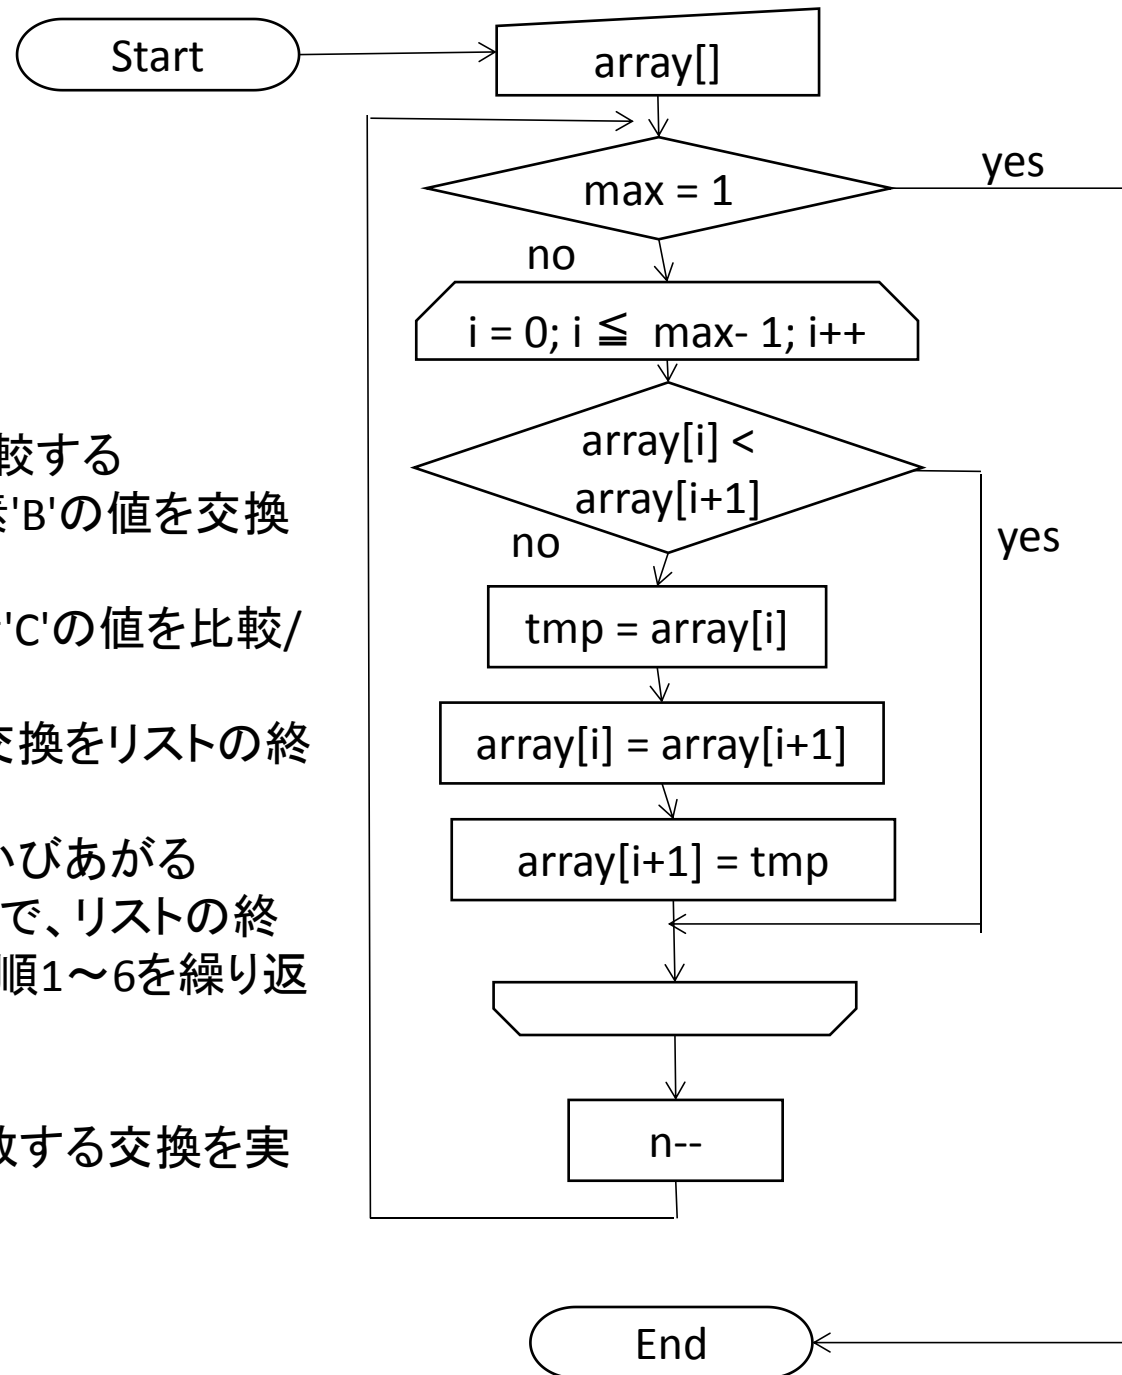 Start
array[]
max = 1
yes
no
i = 0; i ≦ max- 1; i++
array[i] <
array[i+1]
no
yes
tmp = array[i]
array[i] = array[i+1]
array[i+1] = tmp
n--
End
較する
'B'の値を交換
'C'の値を比較/
交換をリストの終
びあがる
で、リストの終
順1～6を繰り返
する交換を実